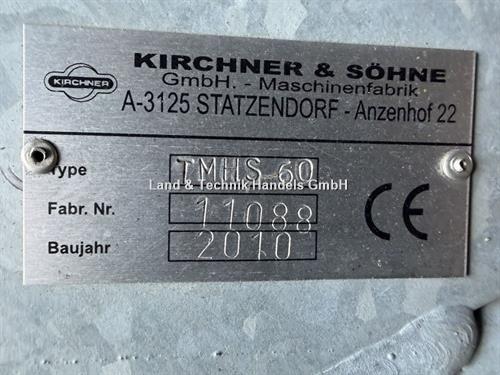 KIRCHNER
KIRCHNER & SÖHNE
GmbH. - Maschinenfabrik
A-3125 STATZENDORF - Anzenhof 22
Type TMHS 60
Land & Technik Handels GmbH
Fabr. Nr. 11088
Baujahr 2010
CE